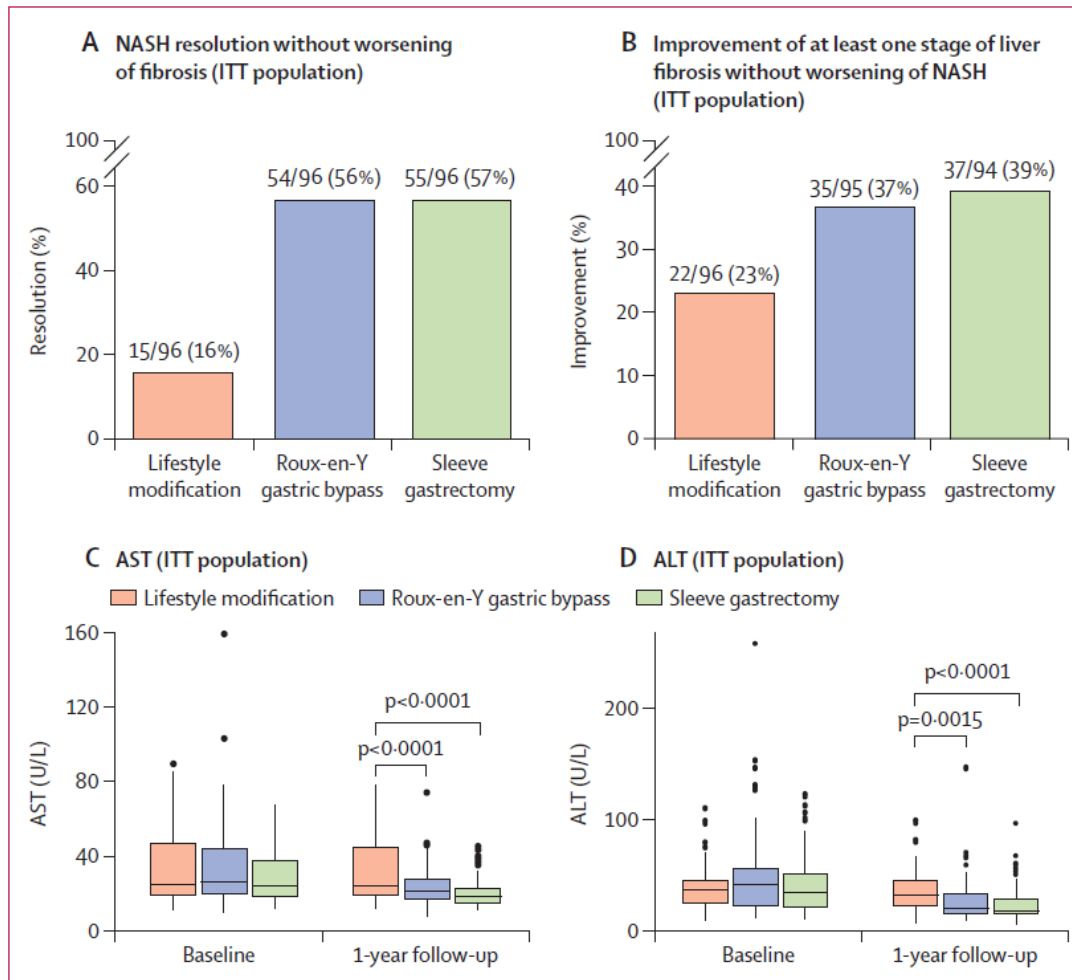 A NASH resolution without worsening
of fibrosis (ITT population)
100
60
40
20
0
Resolution (%)
15/96 (16%)
54/96 (56%)
55/96 (57%)
Lifestyle
modification
Roux-en-Y
gastric bypass
Sleeve
gastrectomy
B Improvement of at least one stage of liver
fibrosis without worsening of NASH
(ITT population)
100
40
30
20
10
0
Improvement (%)
22/96 (23%)
35/95 (37%)
37/94 (39%)
Lifestyle
modification
Roux-en-Y
gastric bypass
Sleeve
gastrectomy
C AST (ITT population)
Lifestyle modification Roux-en-Y gastric bypass Sleeve gastrectomy
160
120
80
40
0
AST (U/L)
p<0·0001
p<0·0001
Baseline
1-year follow-up
D ALT (ITT population)
200
100
0
ALT (U/L)
p<0·0001
p=0·0015
Baseline
1-year follow-up